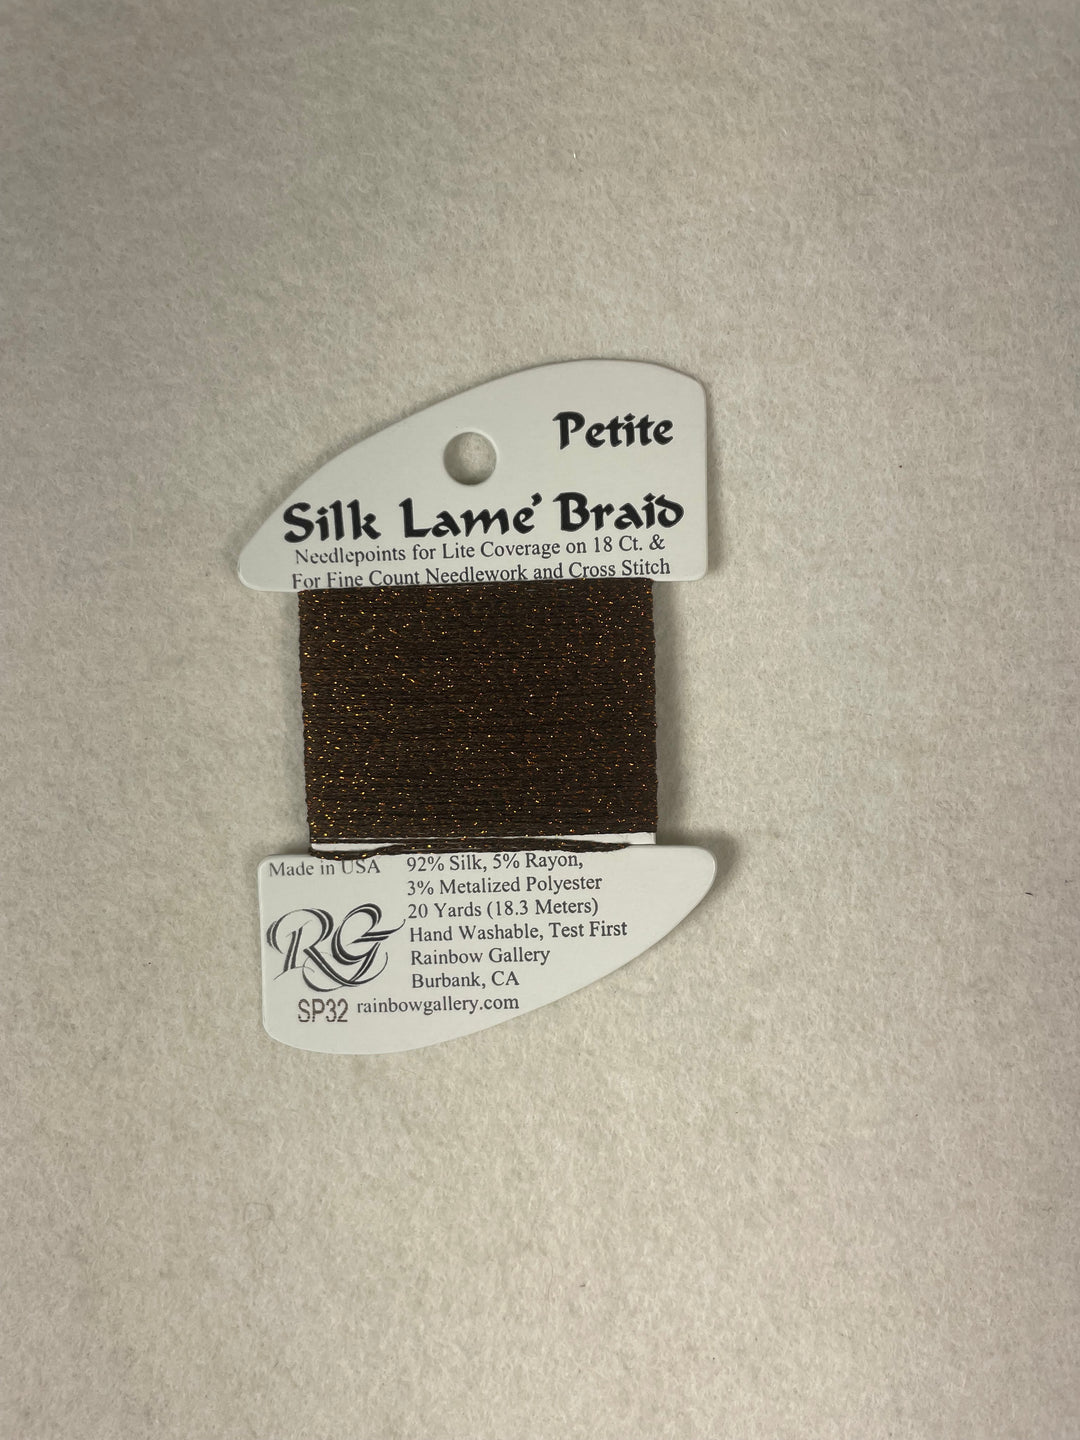 Petite
Silk Lame' Braid
Needlepoints for Lite Coverage on 18 Ct. &
For Fine Count Needlework and Cross Stitch
Made in USA
92% Silk, 5% Rayon,
3% Metalized Polyester
20 Yards (18.3 Meters)
Hand Washable, Test First
Rainbow Gallery
Burbank, CA
RG
SP32 rainbowgallery.com